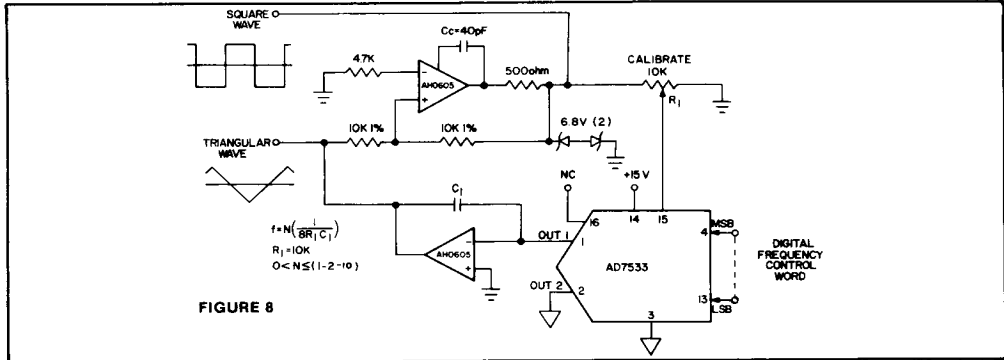 SQUARE
WAVE
Cc=40pF
4.7K
AH0605
500ohm
CALIBRATE
10K
R1
6.8V (2)
TRIANGULAR
WAVE
10K 1%
10K 1%
NC
+15V
C1
16
14
15
f=N(1/8R1C1)
R1=10K
0<N≤(1-2-10)
AH0605
OUT 1
1
4
MSB
AD7533
DIGITAL
FREQUENCY
CONTROL
WORD
OUT 2
2
13
LSB
3
FIGURE 8